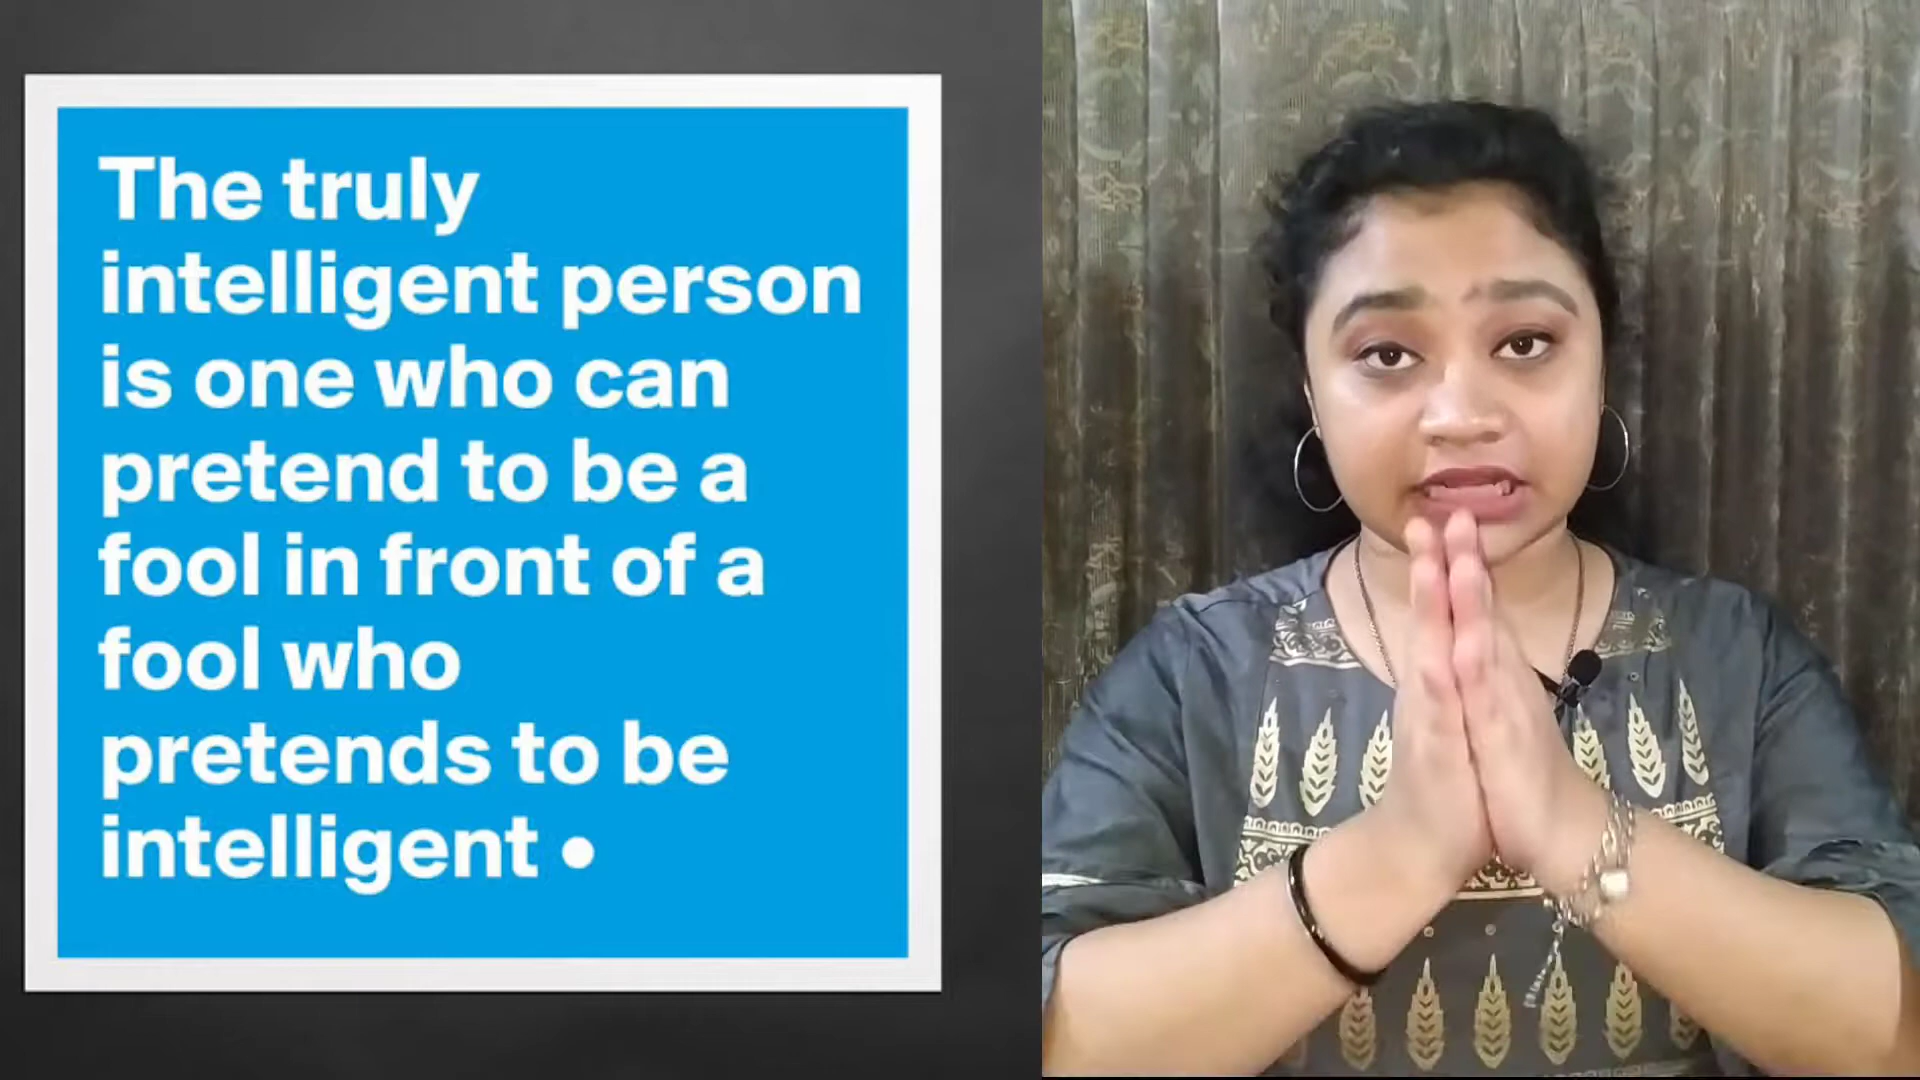 The truly
intelligent person
is one who can
pretend to be a
fool in front of a
fool who
pretends to be
intelligent •